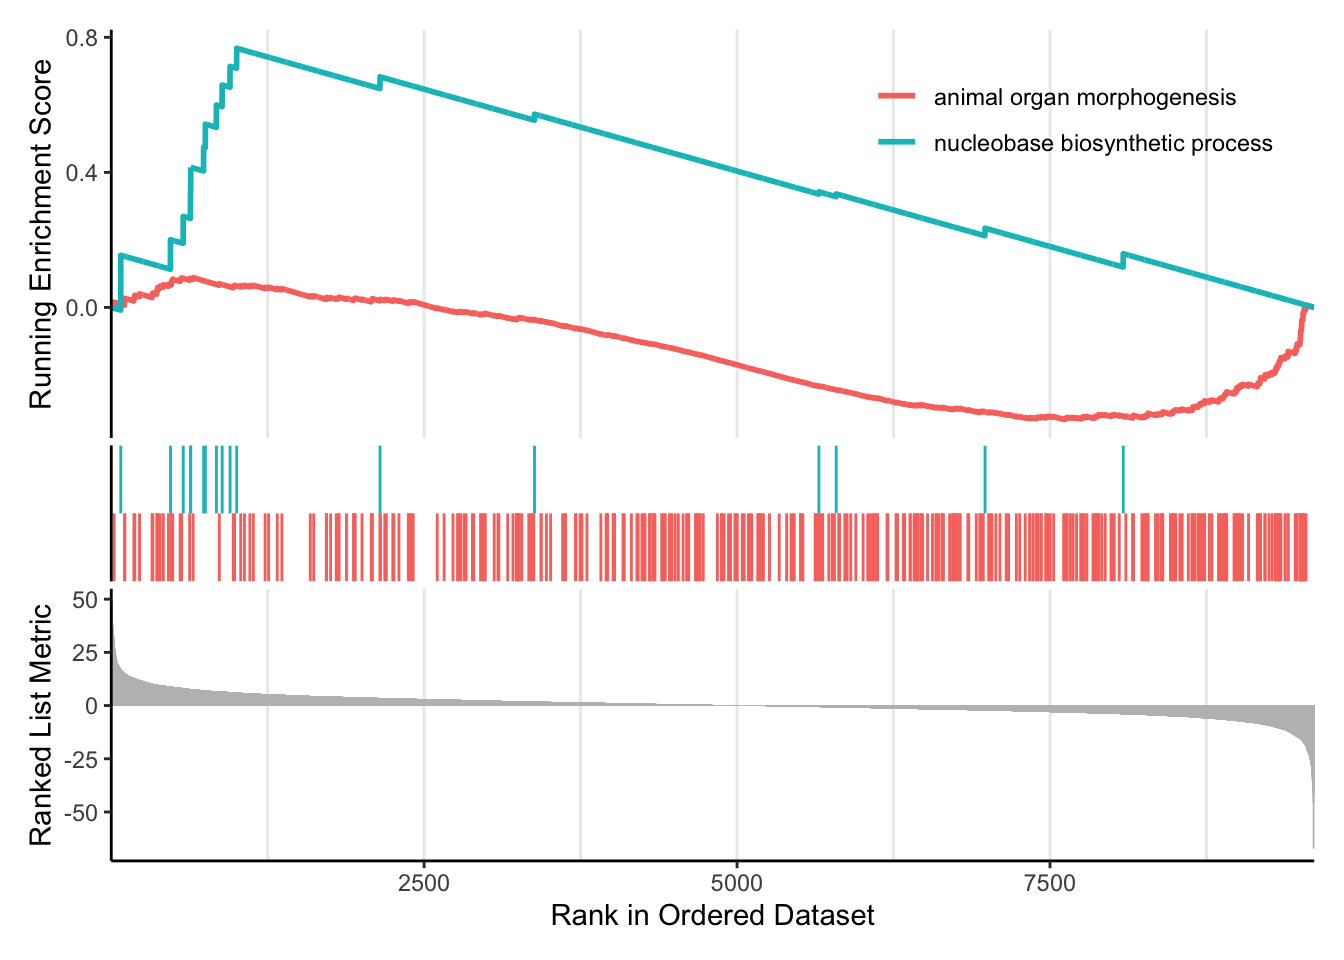 Running Enrichment Score
0.8
0.4
0.0
animal organ morphogenesis
nucleobase biosynthetic process
Ranked List Metric
50
25
0
-25
-50
2500
5000
7500
Rank in Ordered Dataset